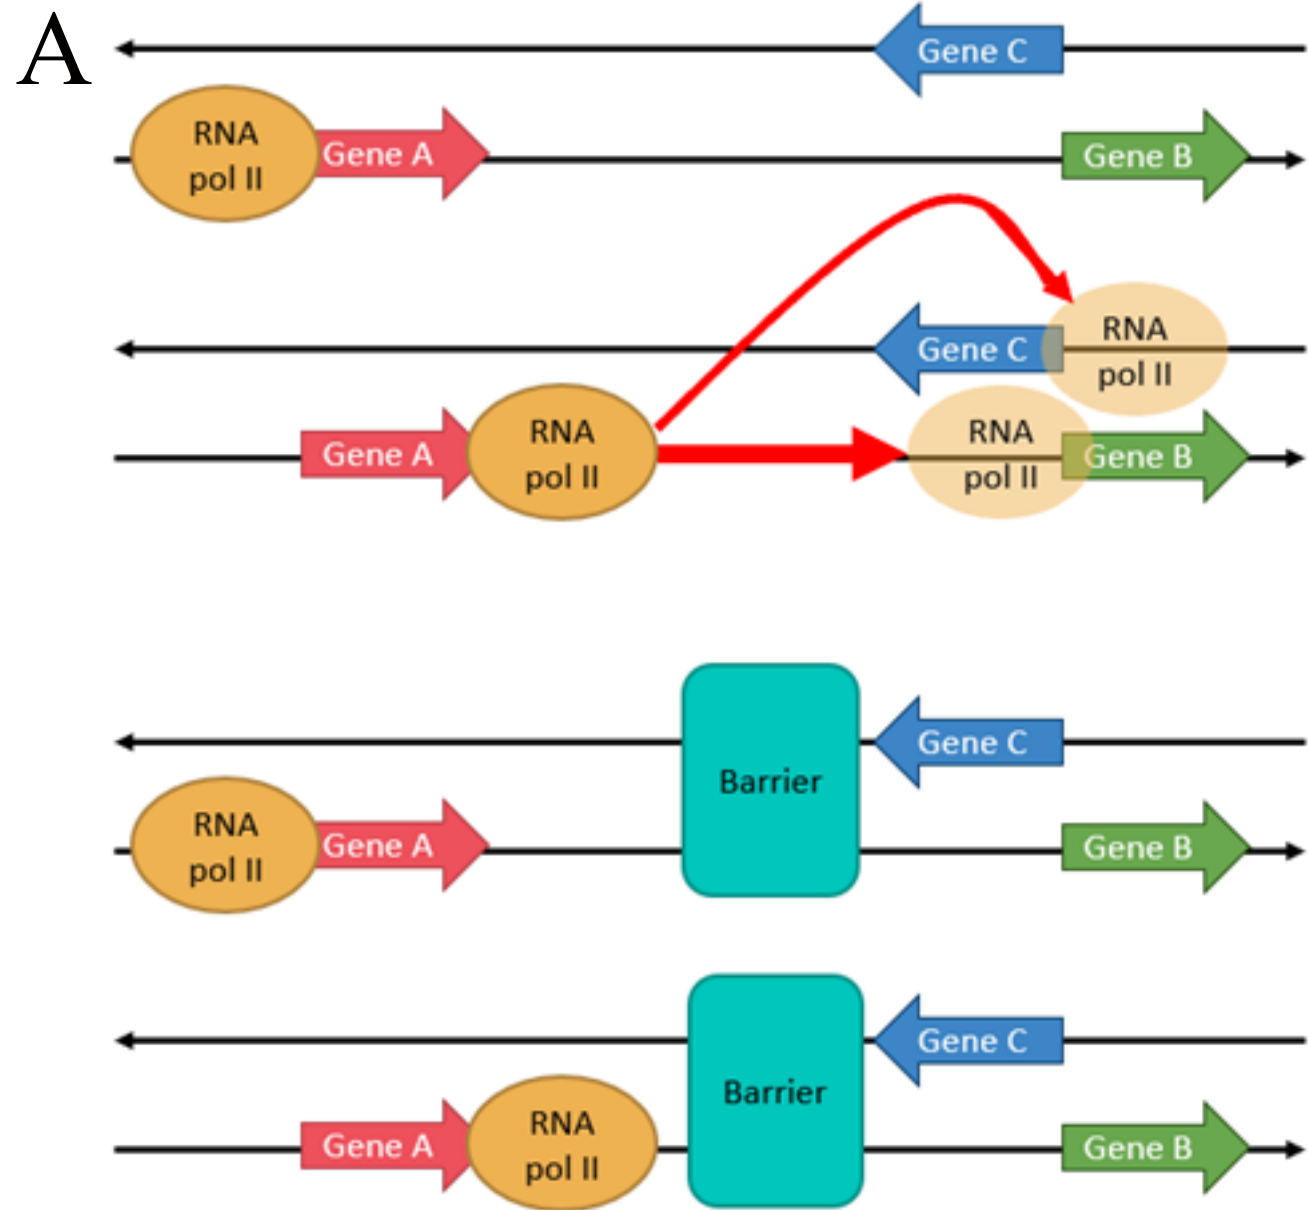 A
Gene C
RNA
pol II
Gene A
Gene B
Gene C
RNA
pol II
Gene A
RNA
pol II
RNA
pol II
Gene B
Barrier
Gene C
RNA
pol II
Gene A
Gene B
Barrier
Gene C
Gene A
RNA
pol II
Gene B